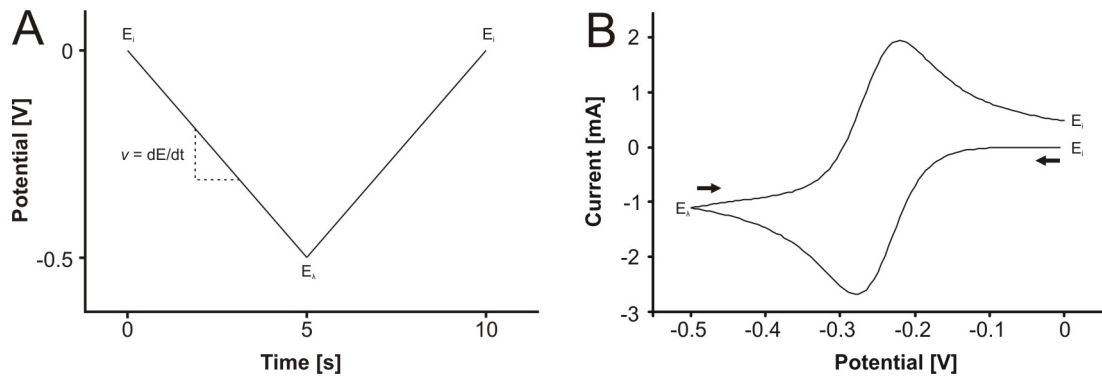 A
Eᵢ
Eᵢ
0
v = dE/dt
Potential [V]
-0.5
E_λ
0
5
10
Time [s]
B
2
1
0
-1
-2
-3
Current [mA]
Eᵢ
Eᵢ
E_λ
-0.5
-0.4
-0.3
-0.2
-0.1
0
Potential [V]